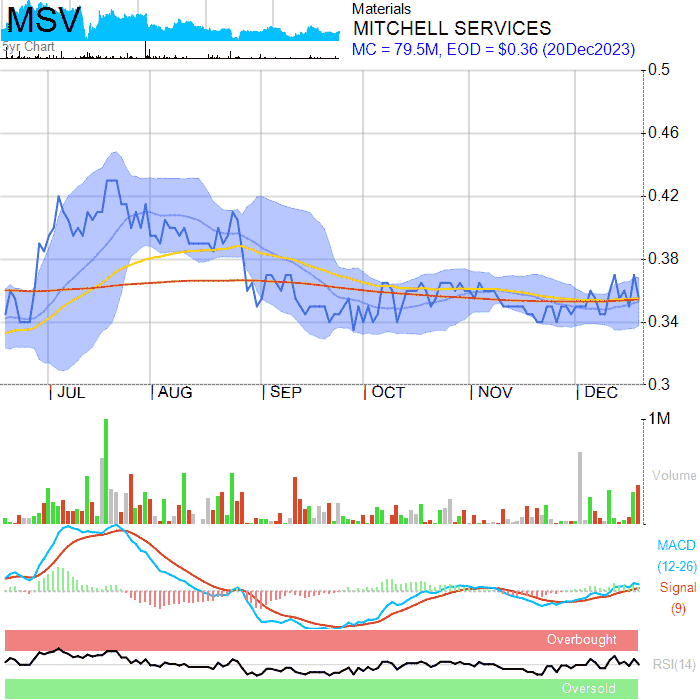 MSV
5yr Chart
Materials
MITCHELL SERVICES
MC = 79.5M, EOD = $0.36 (20Dec2023)
0.5
0.46
0.42
0.38
0.34
0.3
JUL AUG SEP OCT NOV DEC
1M
Volume
MACD
(12-26)
Signal
(9)
Overbought
RSI(14)
Oversold